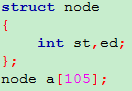 struct node
{
    int st,ed;
};
node a[105];